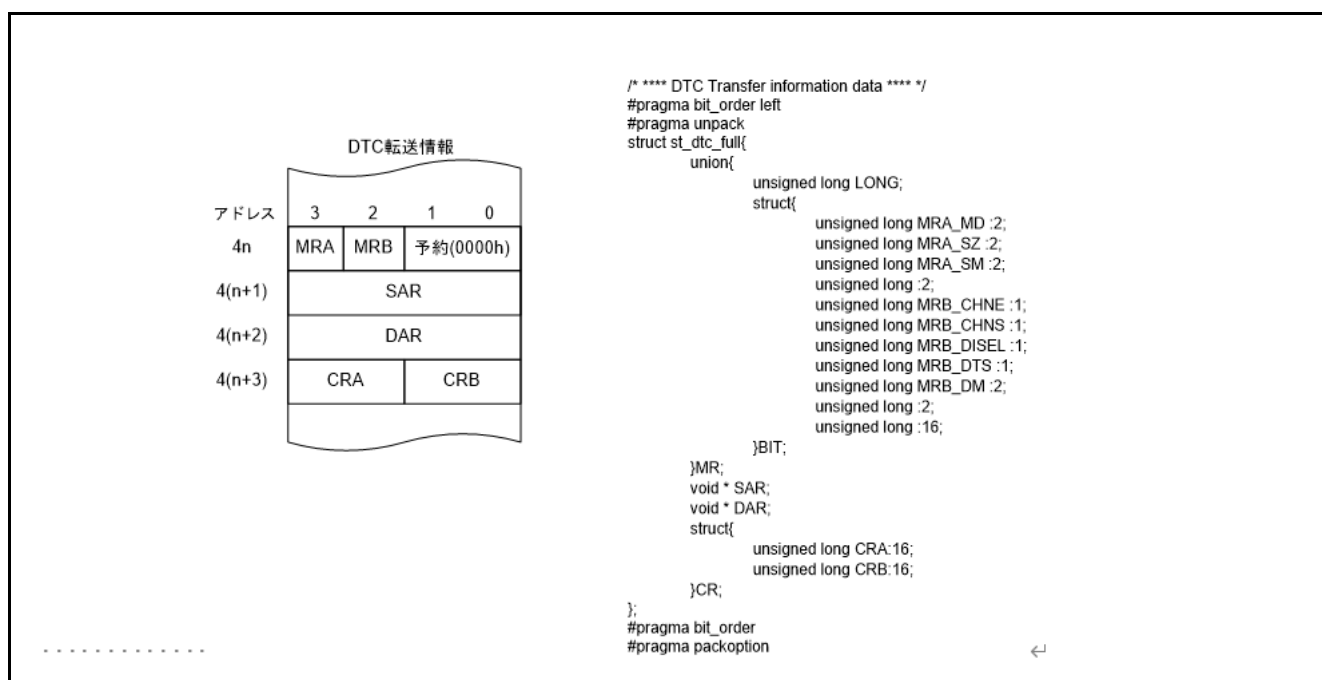 DTC転送情報
アドレス 3 2 1 0
4n MRA MRB 予約(0000h)
4(n+1) SAR
4(n+2) DAR
4(n+3) CRA CRB
/* **** DTC Transfer information data **** */
#pragma bit_order left
#pragma unpack
struct st_dtc_full{
union{
unsigned long LONG;
struct{
unsigned long MRA_MD :2;
unsigned long MRA_SZ :2;
unsigned long MRA_SM :2;
unsigned long :2;
unsigned long MRB_CHNE :1;
unsigned long MRB_CHNS :1;
unsigned long MRB_DISEL :1;
unsigned long MRB_DTS :1;
unsigned long MRB_DM :2;
unsigned long :2;
unsigned long :16;
}BIT;
}MR;
void * SAR;
void * DAR;
struct{
unsigned long CRA:16;
unsigned long CRB:16;
}CR;
};
#pragma bit_order
#pragma packoption